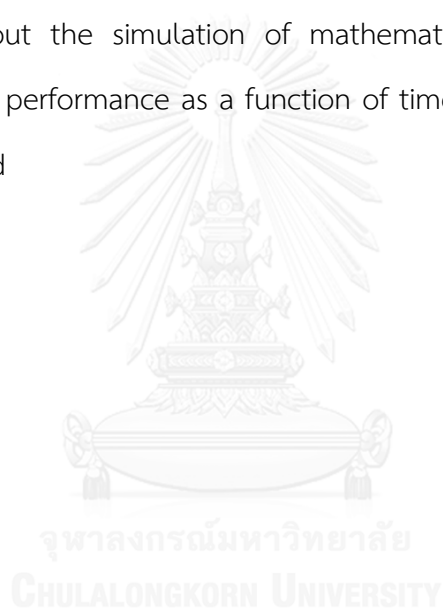 out the simulation of mathemat
performance as a function of time
จุฬาลงกรณ์มหาวิทยาลัย
CHULALONGKORN UNIVERSITY